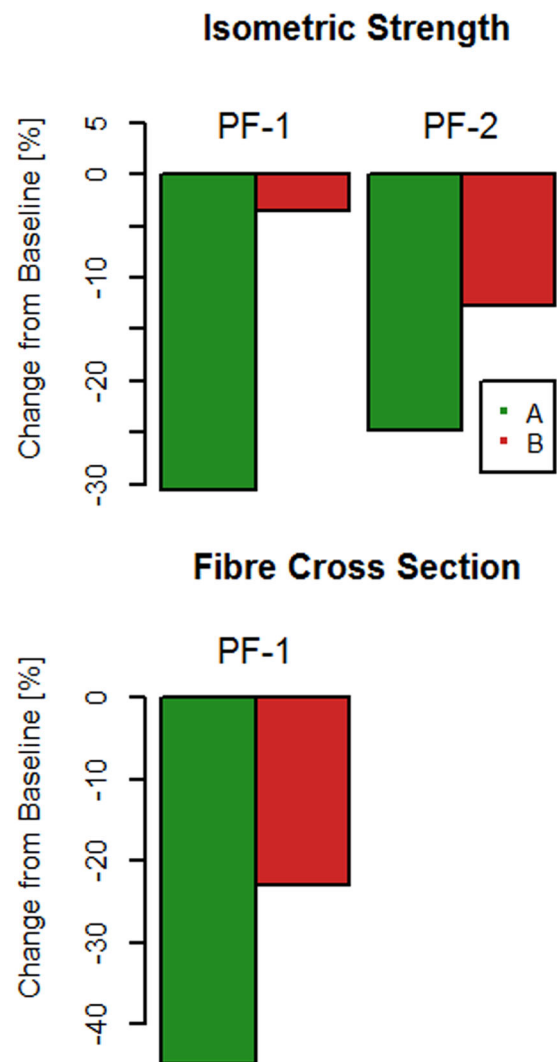 Isometric Strength
PF-1 PF-2
Change from Baseline [%]
5
0
-10
-20
-30
A
B
Fibre Cross Section
PF-1
Change from Baseline [%]
0
-10
-20
-30
-40